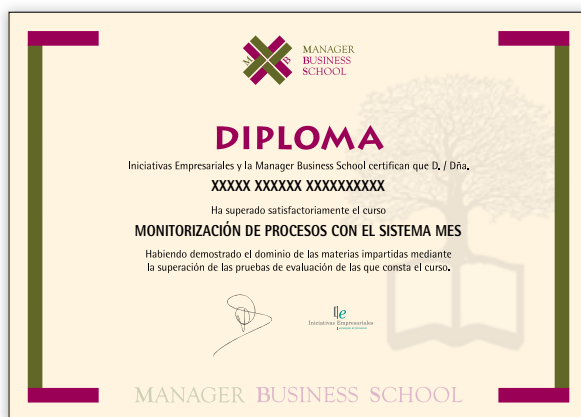 M B
MANAGER
BUSINESS
SCHOOL
DIPLOMA
Iniciativas Empresariales y la Manager Business School certifican que D. / Dña.
XXXXX XXXXXX XXXXXXXXXX
Ha superado satisfactoriamente el curso
MONITORIZACIÓN DE PROCESOS CON EL SISTEMA MES
Habiendo demostrado el dominio de las materias impartidas mediante
la superación de las pruebas de evaluación de las que consta el curso.
Ie
Iniciativas Empresariales
MANAGER BUSINESS SCHOOL